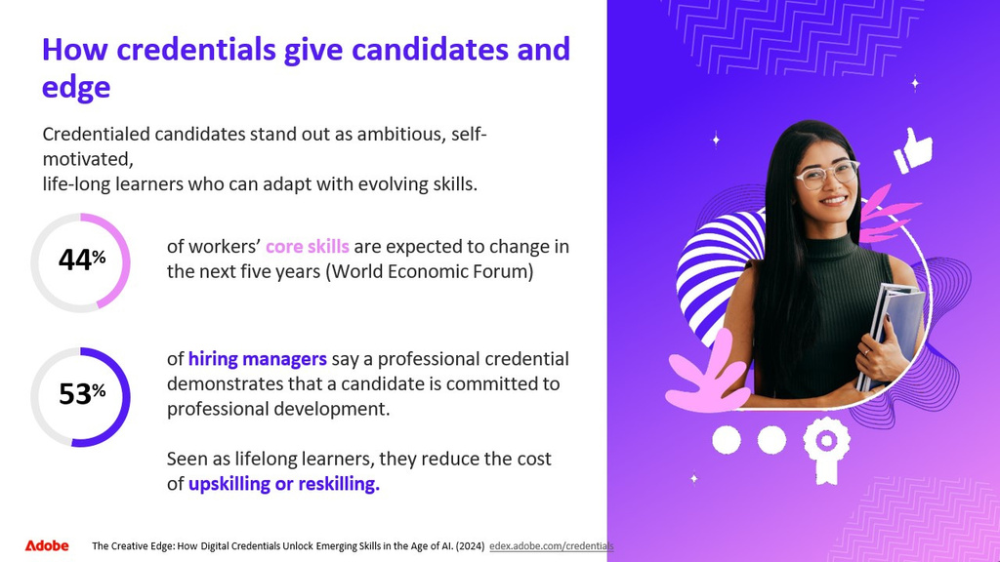 How credentials give candidates and
edge
Credentialed candidates stand out as ambitious, self-
motivated,
life-long learners who can adapt with evolving skills.
44%
of workers’ core skills are expected to change in
the next five years (World Economic Forum)
53%
of hiring managers say a professional credential
demonstrates that a candidate is committed to
professional development.
Seen as lifelong learners, they reduce the cost
of upskilling or reskilling.
Adobe
The Creative Edge: How Digital Credentials Unlock Emerging Skills in the Age of AI. (2024) edex.adobe.com/credentials